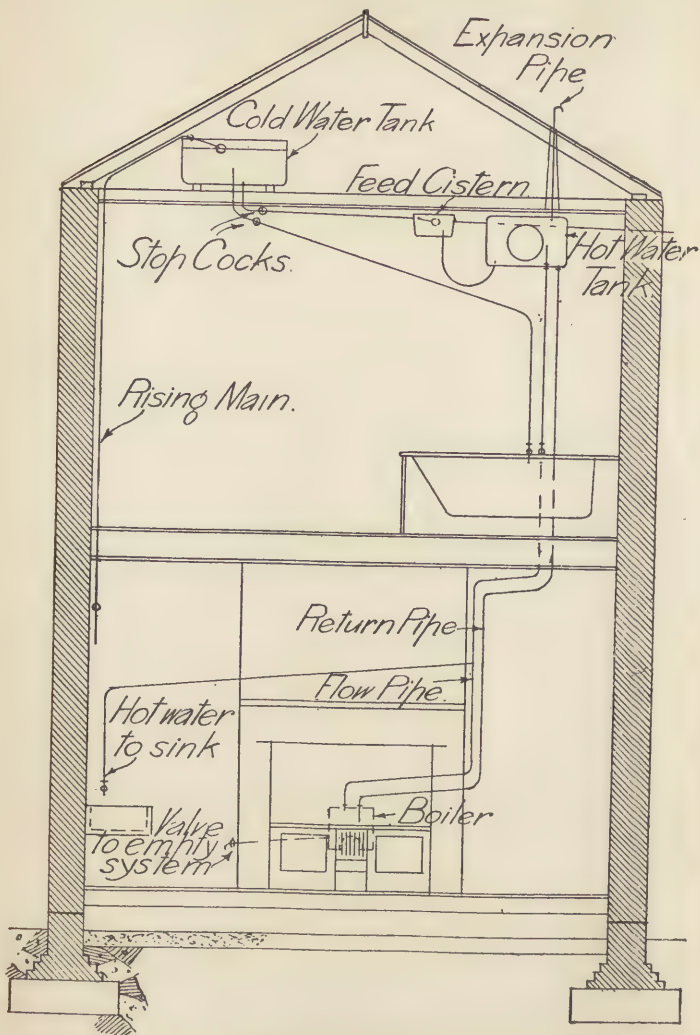 Expansion
Pipe
Cold Water Tank
Feed Cistern.
Stop Cocks.
Hot Water
Tank
Rising Main.
Return Pipe
Flow Pipe.
Hot water
to sink
Boiler
Valve
to empty
system